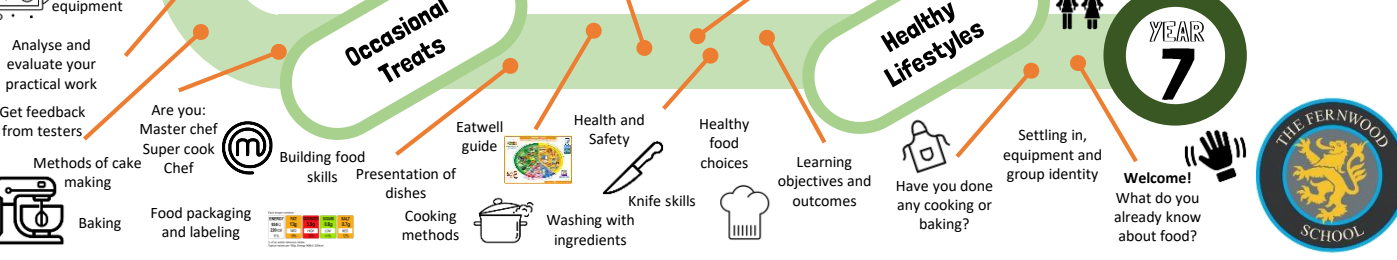 equipment
Analyse and
evaluate your
practical work
Get feedback
from testers
Methods of cake
making
Baking
Are you:
Master chef
Super cook
Chef
Food packaging
and labeling
Occasional
Treats
Building food
skills
Presentation of
dishes
Cooking
methods
Eatwell
guide
Health and
Safety
Knife skills
Washing with
ingredients
Healthy
food
choices
Learning
objectives and
outcomes
Healthy
Lifestyles
Have you done
any cooking or
baking?
Settling in,
equipment and
group identity
Welcome!
What do you
already know
about food?
YEAR
7
THE FERNWOOD
SCHOOL